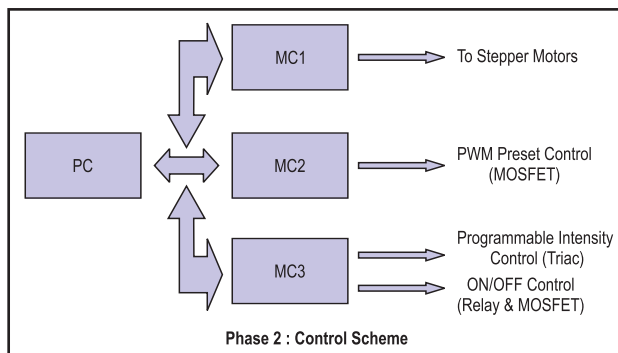 MC1
To Stepper Motors
PC
MC2
PWM Preset Control
(MOSFET)
MC3
Programmable Intensity
Control (Triac)
ON/OFF Control
(Relay & MOSFET)
Phase 2 : Control Scheme